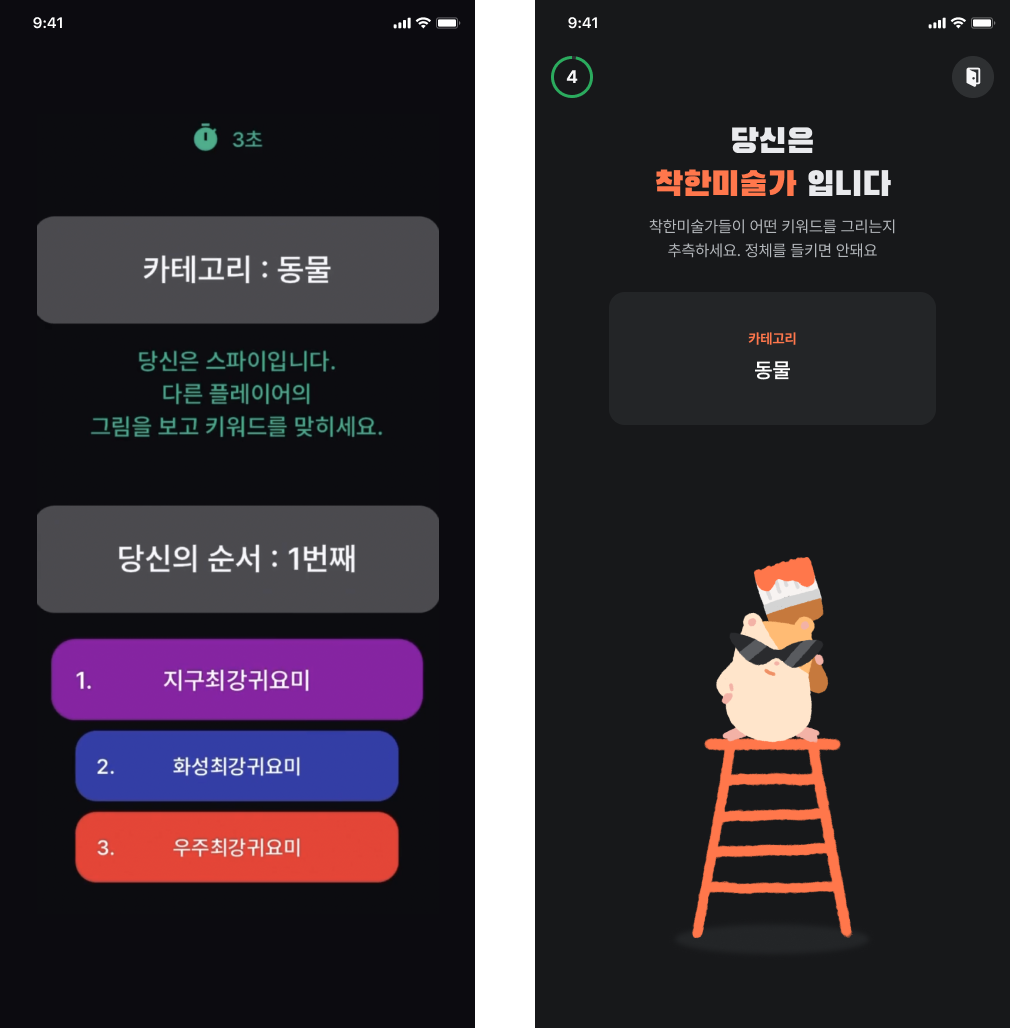 9:41
3초
카테고리 : 동물
당신은 스파이입니다.
다른 플레이어의
그림을 보고 키워드를 맞히세요.
당신의 순서 : 1번째
1. 지구최강귀요미
2. 화성최강귀요미
3. 우주최강귀요미
9:41
4
당신은
착한미술가 입니다
착한미술가들이 어떤 키워드를 그리는지
추측하세요. 정체를 들키면 안돼요
카테고리
동물